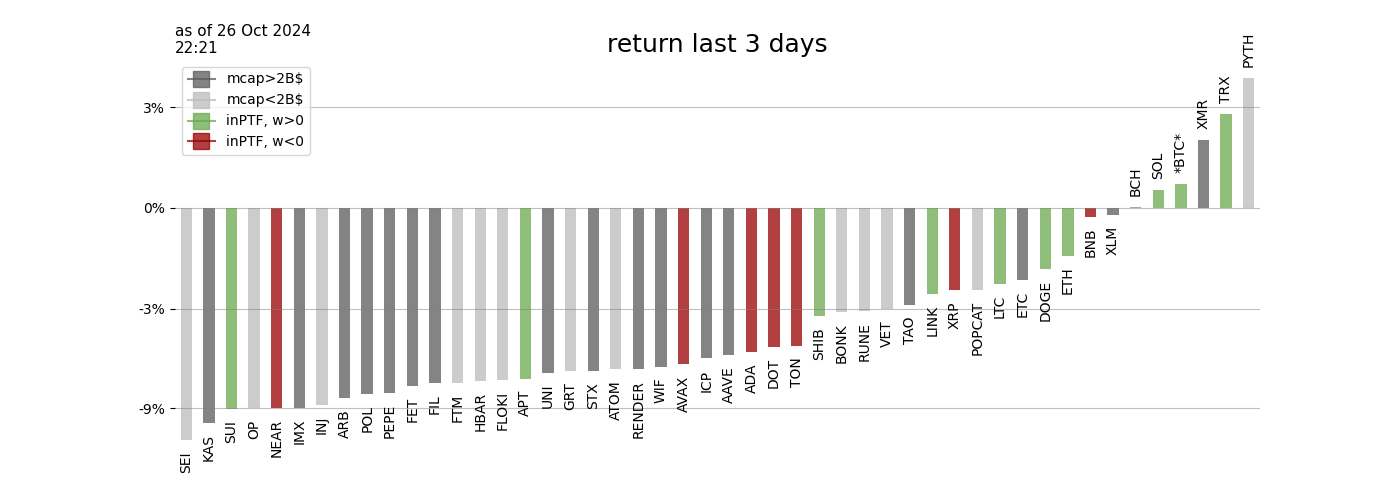 as of 26 Oct 2024
22:21
return last 3 days
mcap>2B$
mcap<2B$
inPTF, w>0
inPTF, w<0
3%
0%
-3%
-9%
SEI
KAS
SUI
OP
NEAR
IMX
INJ
ARB
POL
PEPE
FET
FIL
FTM
HBAR
FLOKI
APT
UNI
GRT
STX
ATOM
RENDER
WIF
AVAX
ICP
AAVE
ADA
DOT
TON
SHIB
BONK
RUNE
VET
TAO
LINK
XRP
POPCAT
LTC
ETC
DOGE
ETH
BNB
XLM
BCH
SOL
*BTC*
XMR
TRX
PYTH